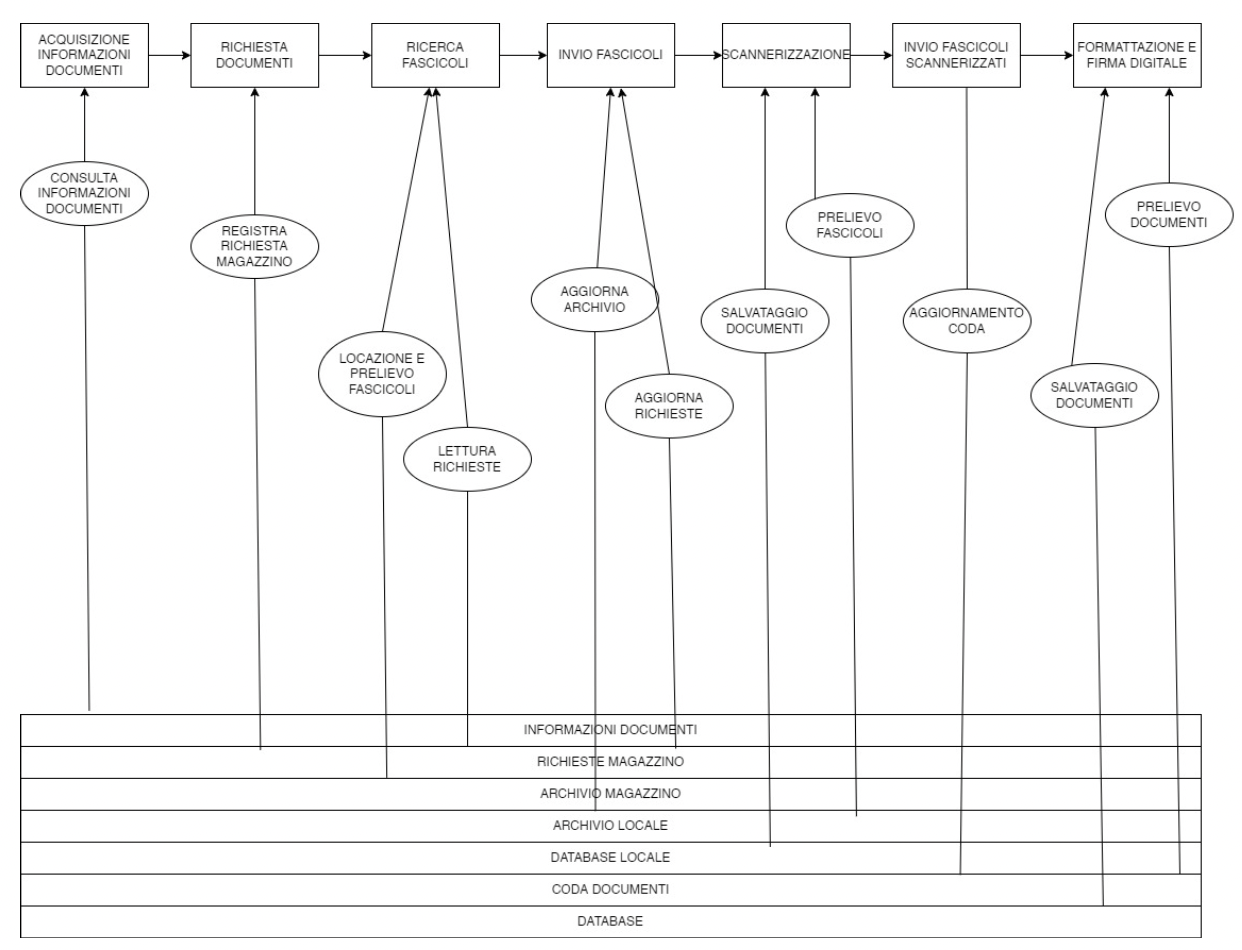 ACQUISIZIONE
INFORMAZIONI
DOCUMENTI
RICHIESTA
DOCUMENTI
RICERCA
FASCICOLI
INVIO FASCICOLI
SCANNERIZZAZIONE
INVIO FASCICOLI
SCANNERIZZATI
FORMATTAZIONE E
FIRMA DIGITALE
CONSULTA
INFORMAZIONI
DOCUMENTI
REGISTRA
RICHIESTA
MAGAZZINO
LOCAZIONE E
PRELIEVO
FASCICOLI
LETTURA
RICHIESTE
AGGIORNA
ARCHIVIO
AGGIORNA
RICHIESTE
SALVATAGGIO
DOCUMENTI
PRELIEVO
FASCICOLI
AGGIORNAMENTO
CODA
SALVATAGGIO
DOCUMENTI
PRELIEVO
DOCUMENTI
INFORMAZIONI DOCUMENTI
RICHIESTE MAGAZZINO
ARCHIVIO MAGAZZINO
ARCHIVIO LOCALE
DATABASE LOCALE
CODA DOCUMENTI
DATABASE